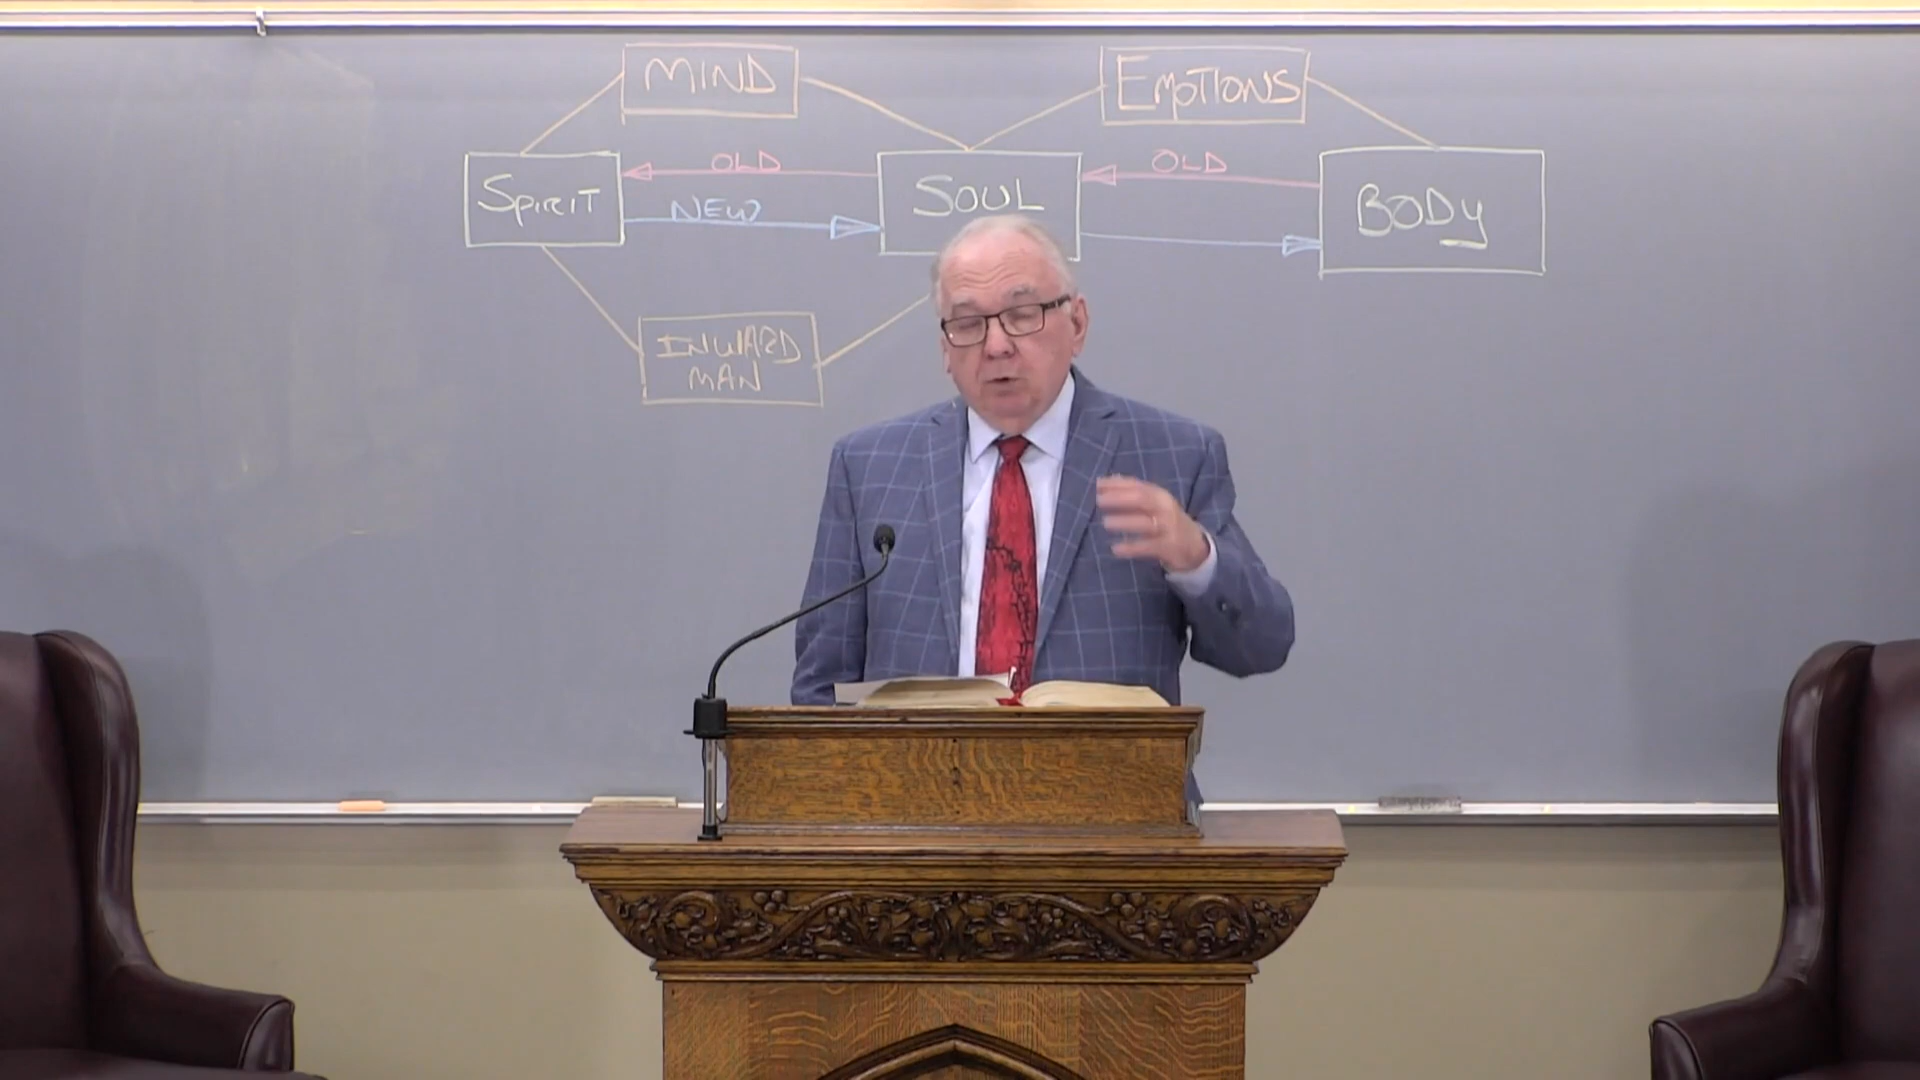 MIND
EMOTIONS
OLD
OLD
SPIRIT
NEW
SOUL
BODY
INWARD
MAN